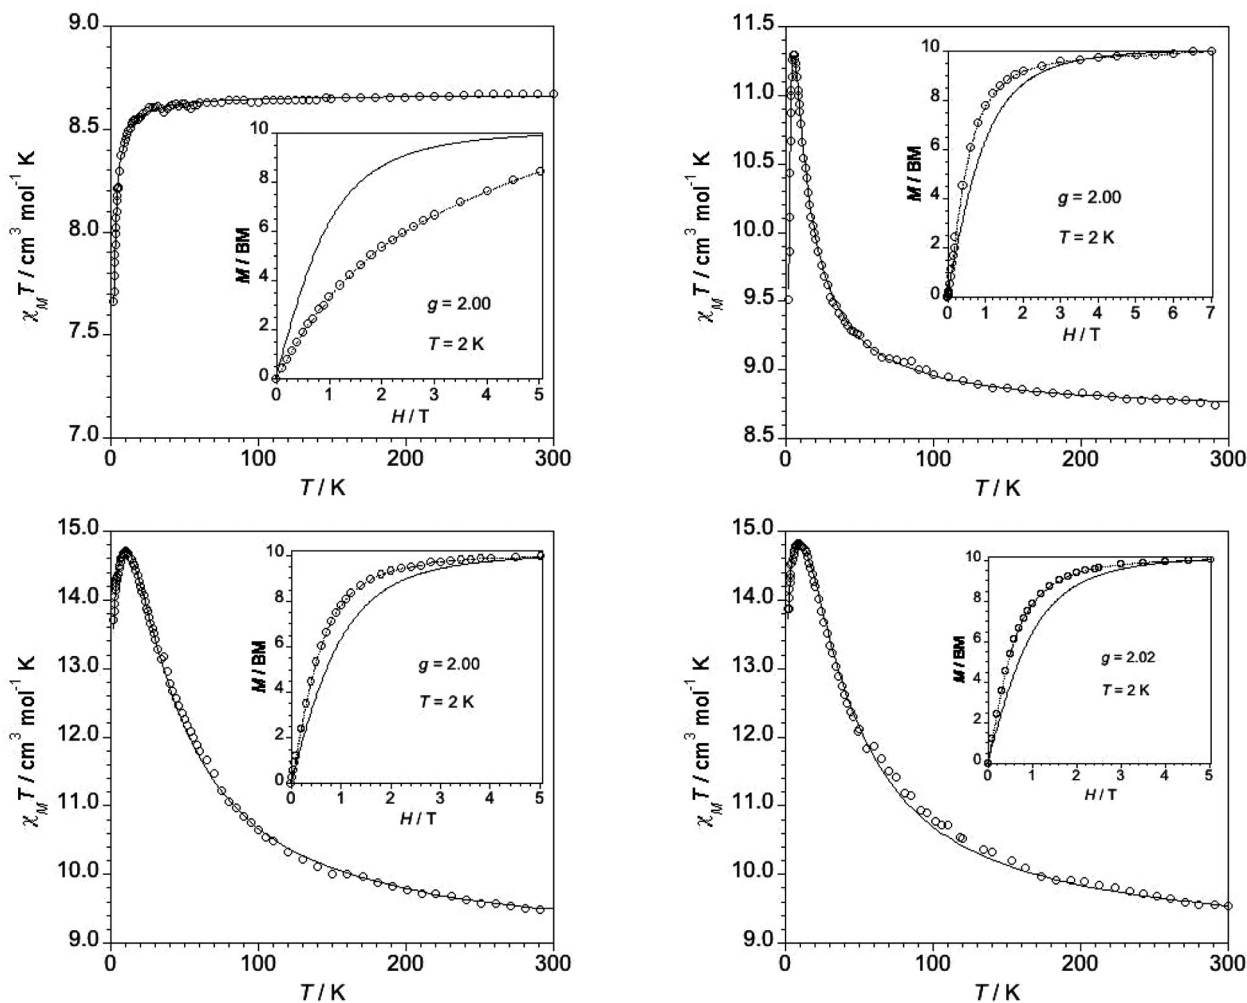 9.0
8.5
8.0
7.5
7.0
χ_M T / cm³ mol⁻¹ K
0 100 200 300
T / K
10
8
6
4
2
0
M / BM
g = 2.00
T = 2 K
0 1 2 3 4 5
H / T
11.5
11.0
10.5
10.0
9.5
9.0
8.5
χ_M T / cm³ mol⁻¹ K
0 100 200 300
T / K
10
8
6
4
2
0
M / BM
g = 2.00
T = 2 K
0 1 2 3 4 5 6 7
H / T
15.0
14.0
13.0
12.0
11.0
10.0
9.0
χ_M T / cm³ mol⁻¹ K
0 100 200 300
T / K
10
8
6
4
2
0
M / BM
g = 2.00
T = 2 K
0 1 2 3 4 5
H / T
15.0
14.0
13.0
12.0
11.0
10.0
9.0
χ_M T / cm³ mol⁻¹ K
0 100 200 300
T / K
10
8
6
4
2
0
M / BM
g = 2.02
T = 2 K
0 1 2 3 4 5
H / T